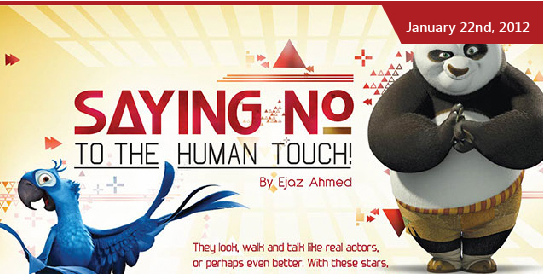 January 22nd, 2012
SAYING NO
TO THE HUMAN TOUCH!
By Ejaz Ahmed
They look, walk and talk like real actors,
or perhaps even better. With these stars,